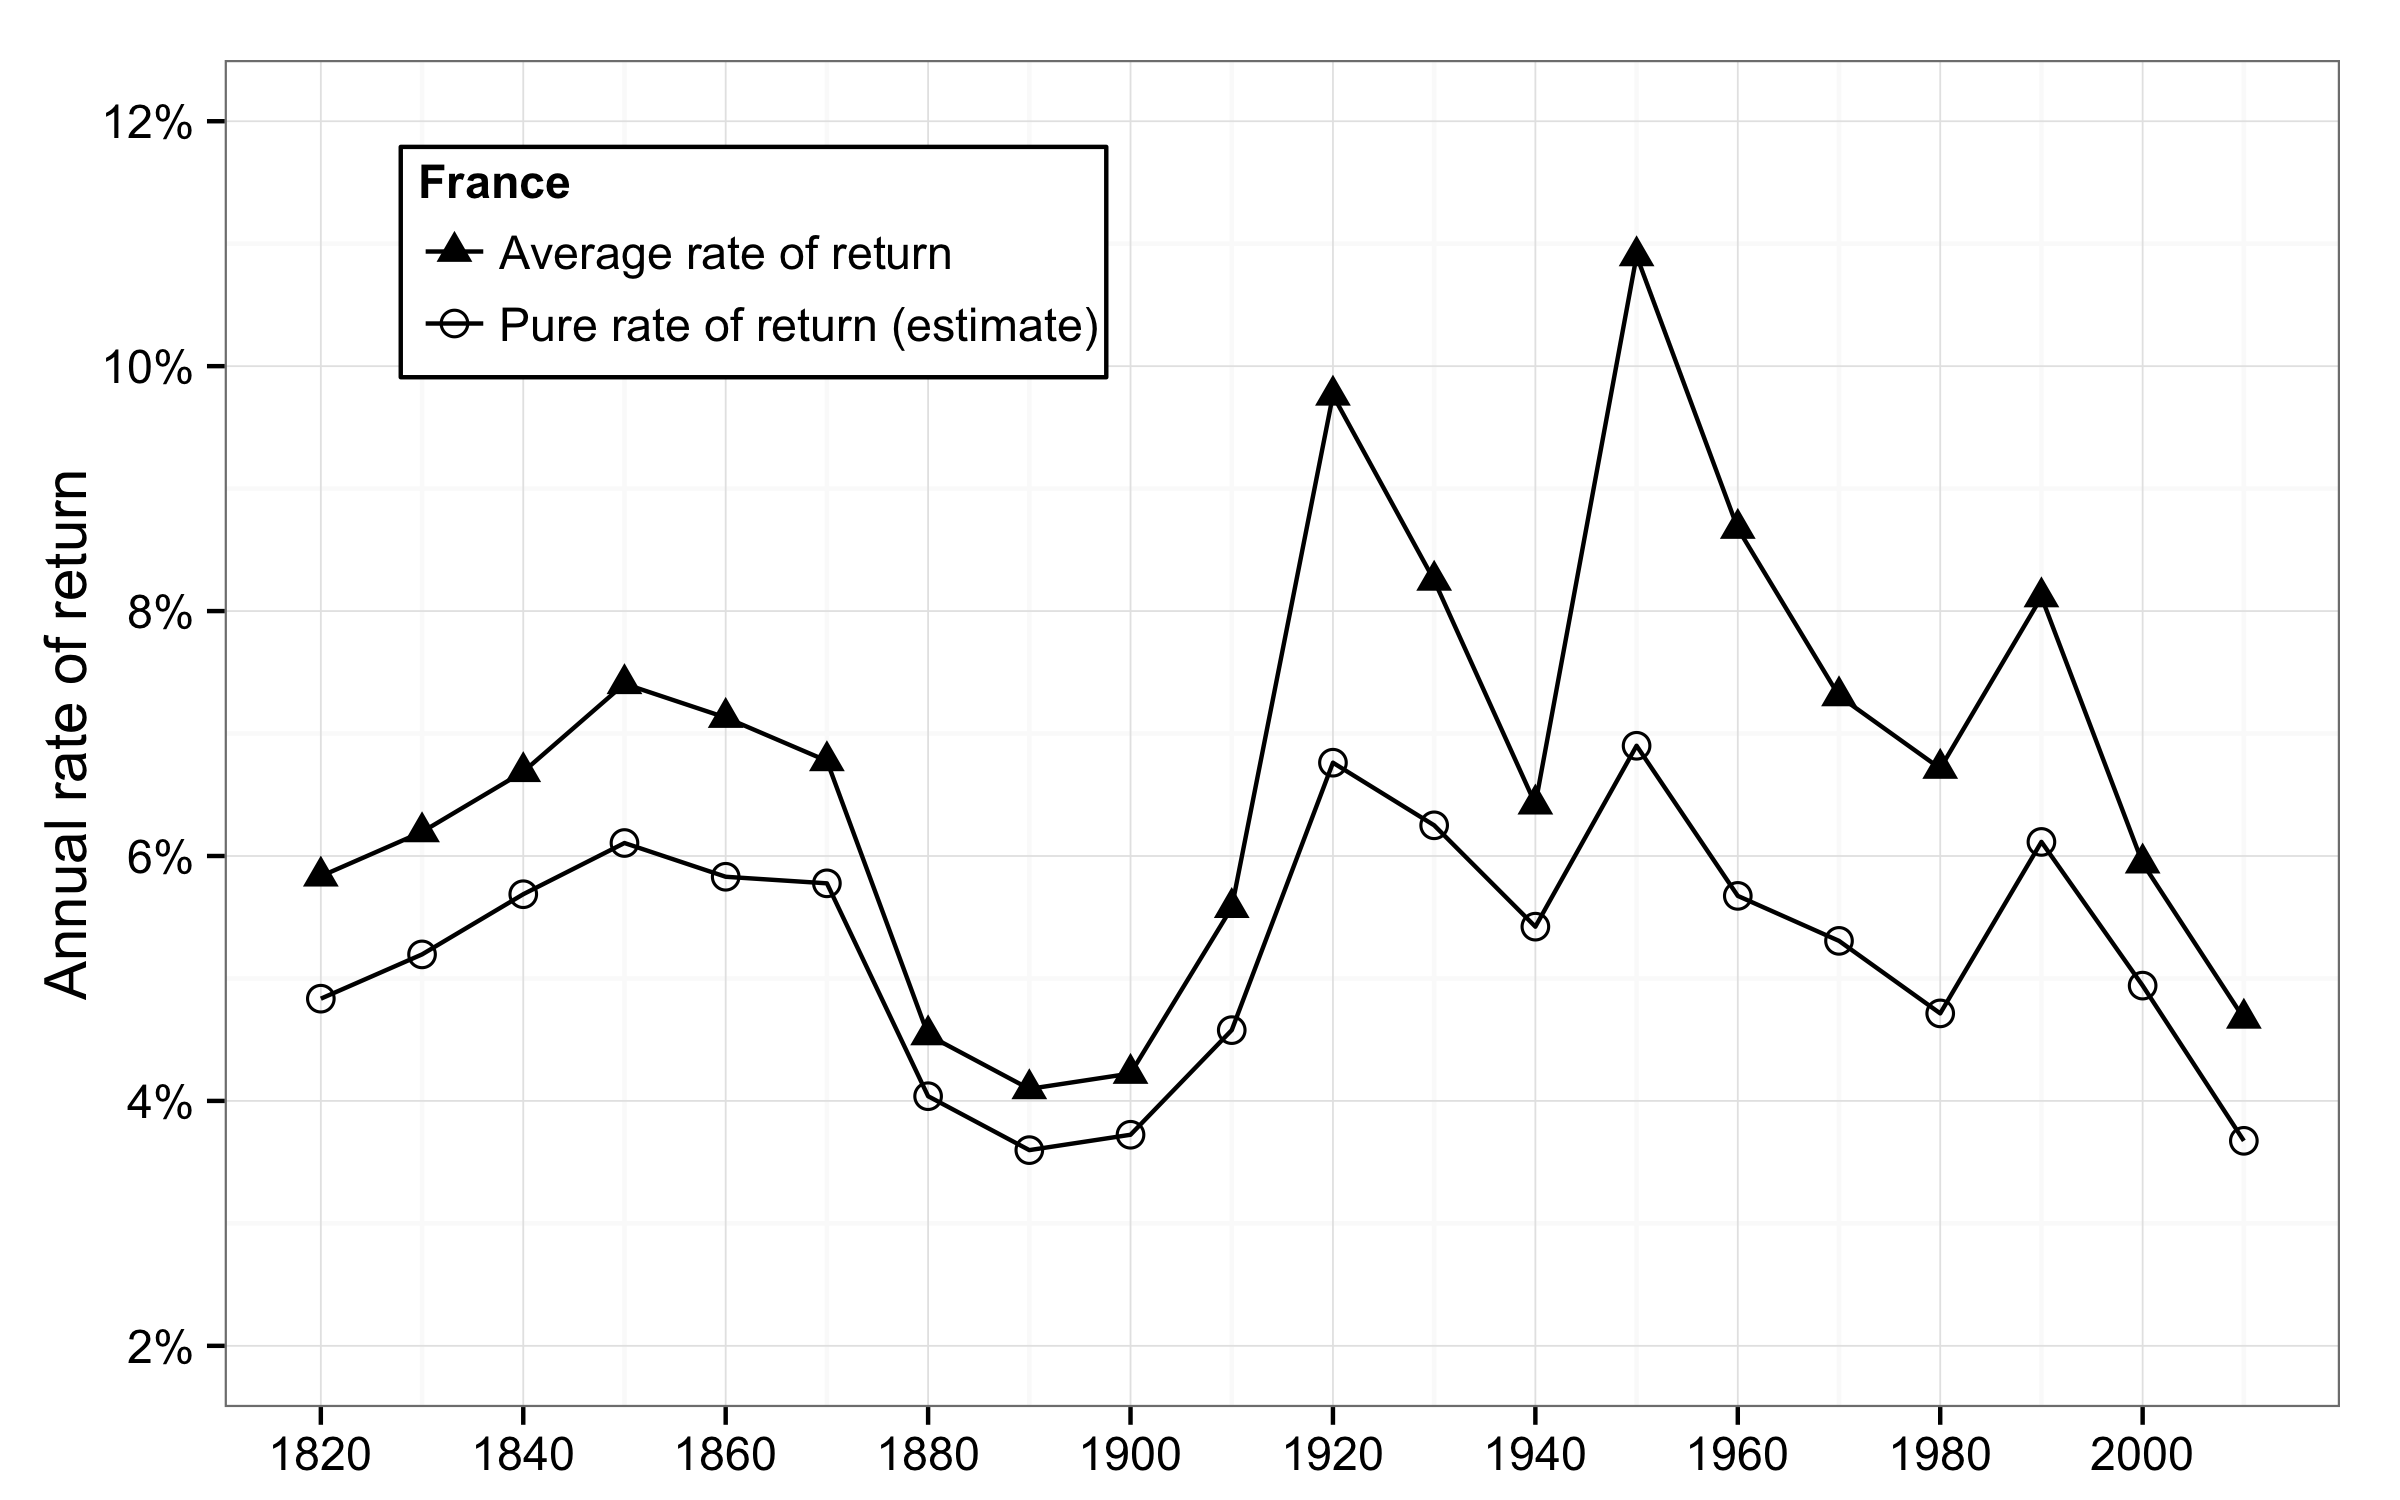 France
Average rate of return
Pure rate of return (estimate)
Annual rate of return
12%
10%
8%
6%
4%
2%
1820 1840 1860 1880 1900 1920 1940 1960 1980 2000